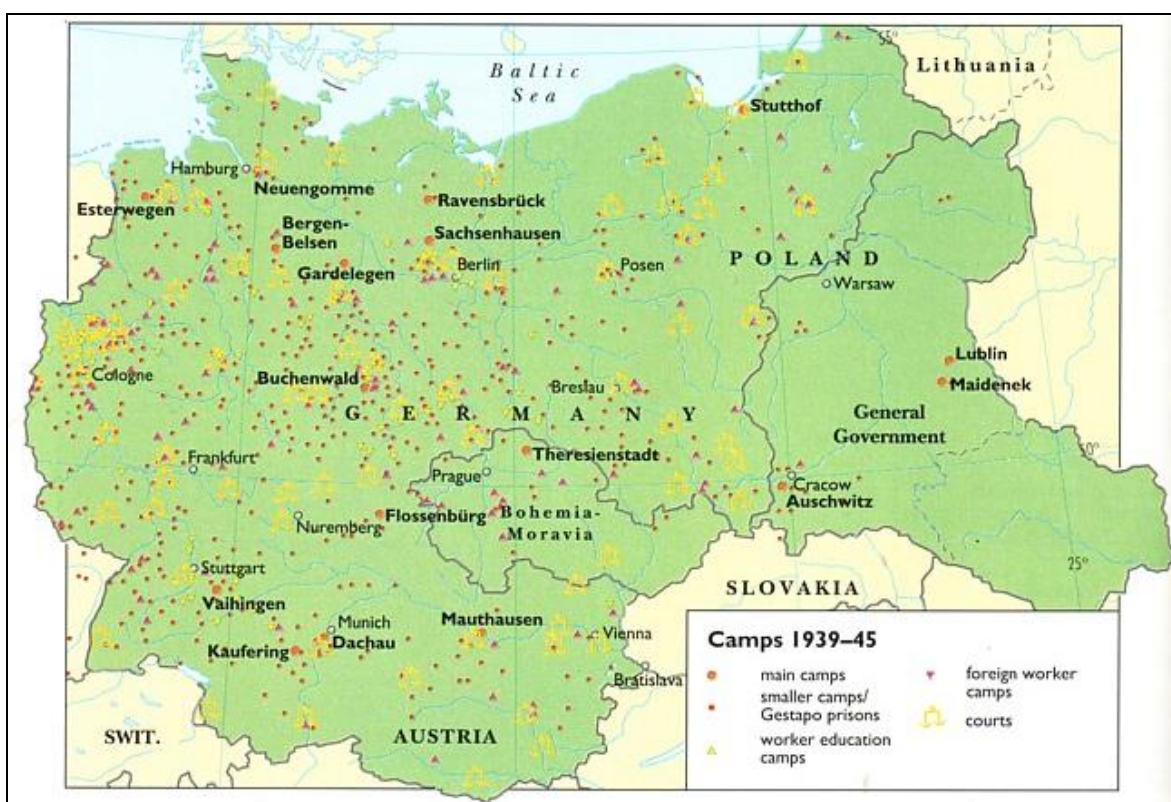 Baltic
Sea
55°
Lithuania
Stutthof
Hamburg
Neuengomme
Esterwegen
Ravensbrück
Bergen-
Belsen
Sachsenhausen
Gardelegen
Berlin
Posen
POLAND
Warsaw
Cologne
Buchenwald
Breslau
GERMANY
Lublin
Maidenek
General
Government
50°
Frankfurt
Prague
Theresienstadt
Cracow
Auschwitz
Nuremberg
Flossenbürg
Bohemia-
Moravia
25°
Stuttgart
Vaihingen
SLOVAKIA
Munich
Dachau
Kaufering
Mauthausen
Vienna
Bratislava
SWIT.
AUSTRIA
Camps 1939–45
main camps
smaller camps/
Gestapo prisons
worker education
camps
foreign worker
camps
courts